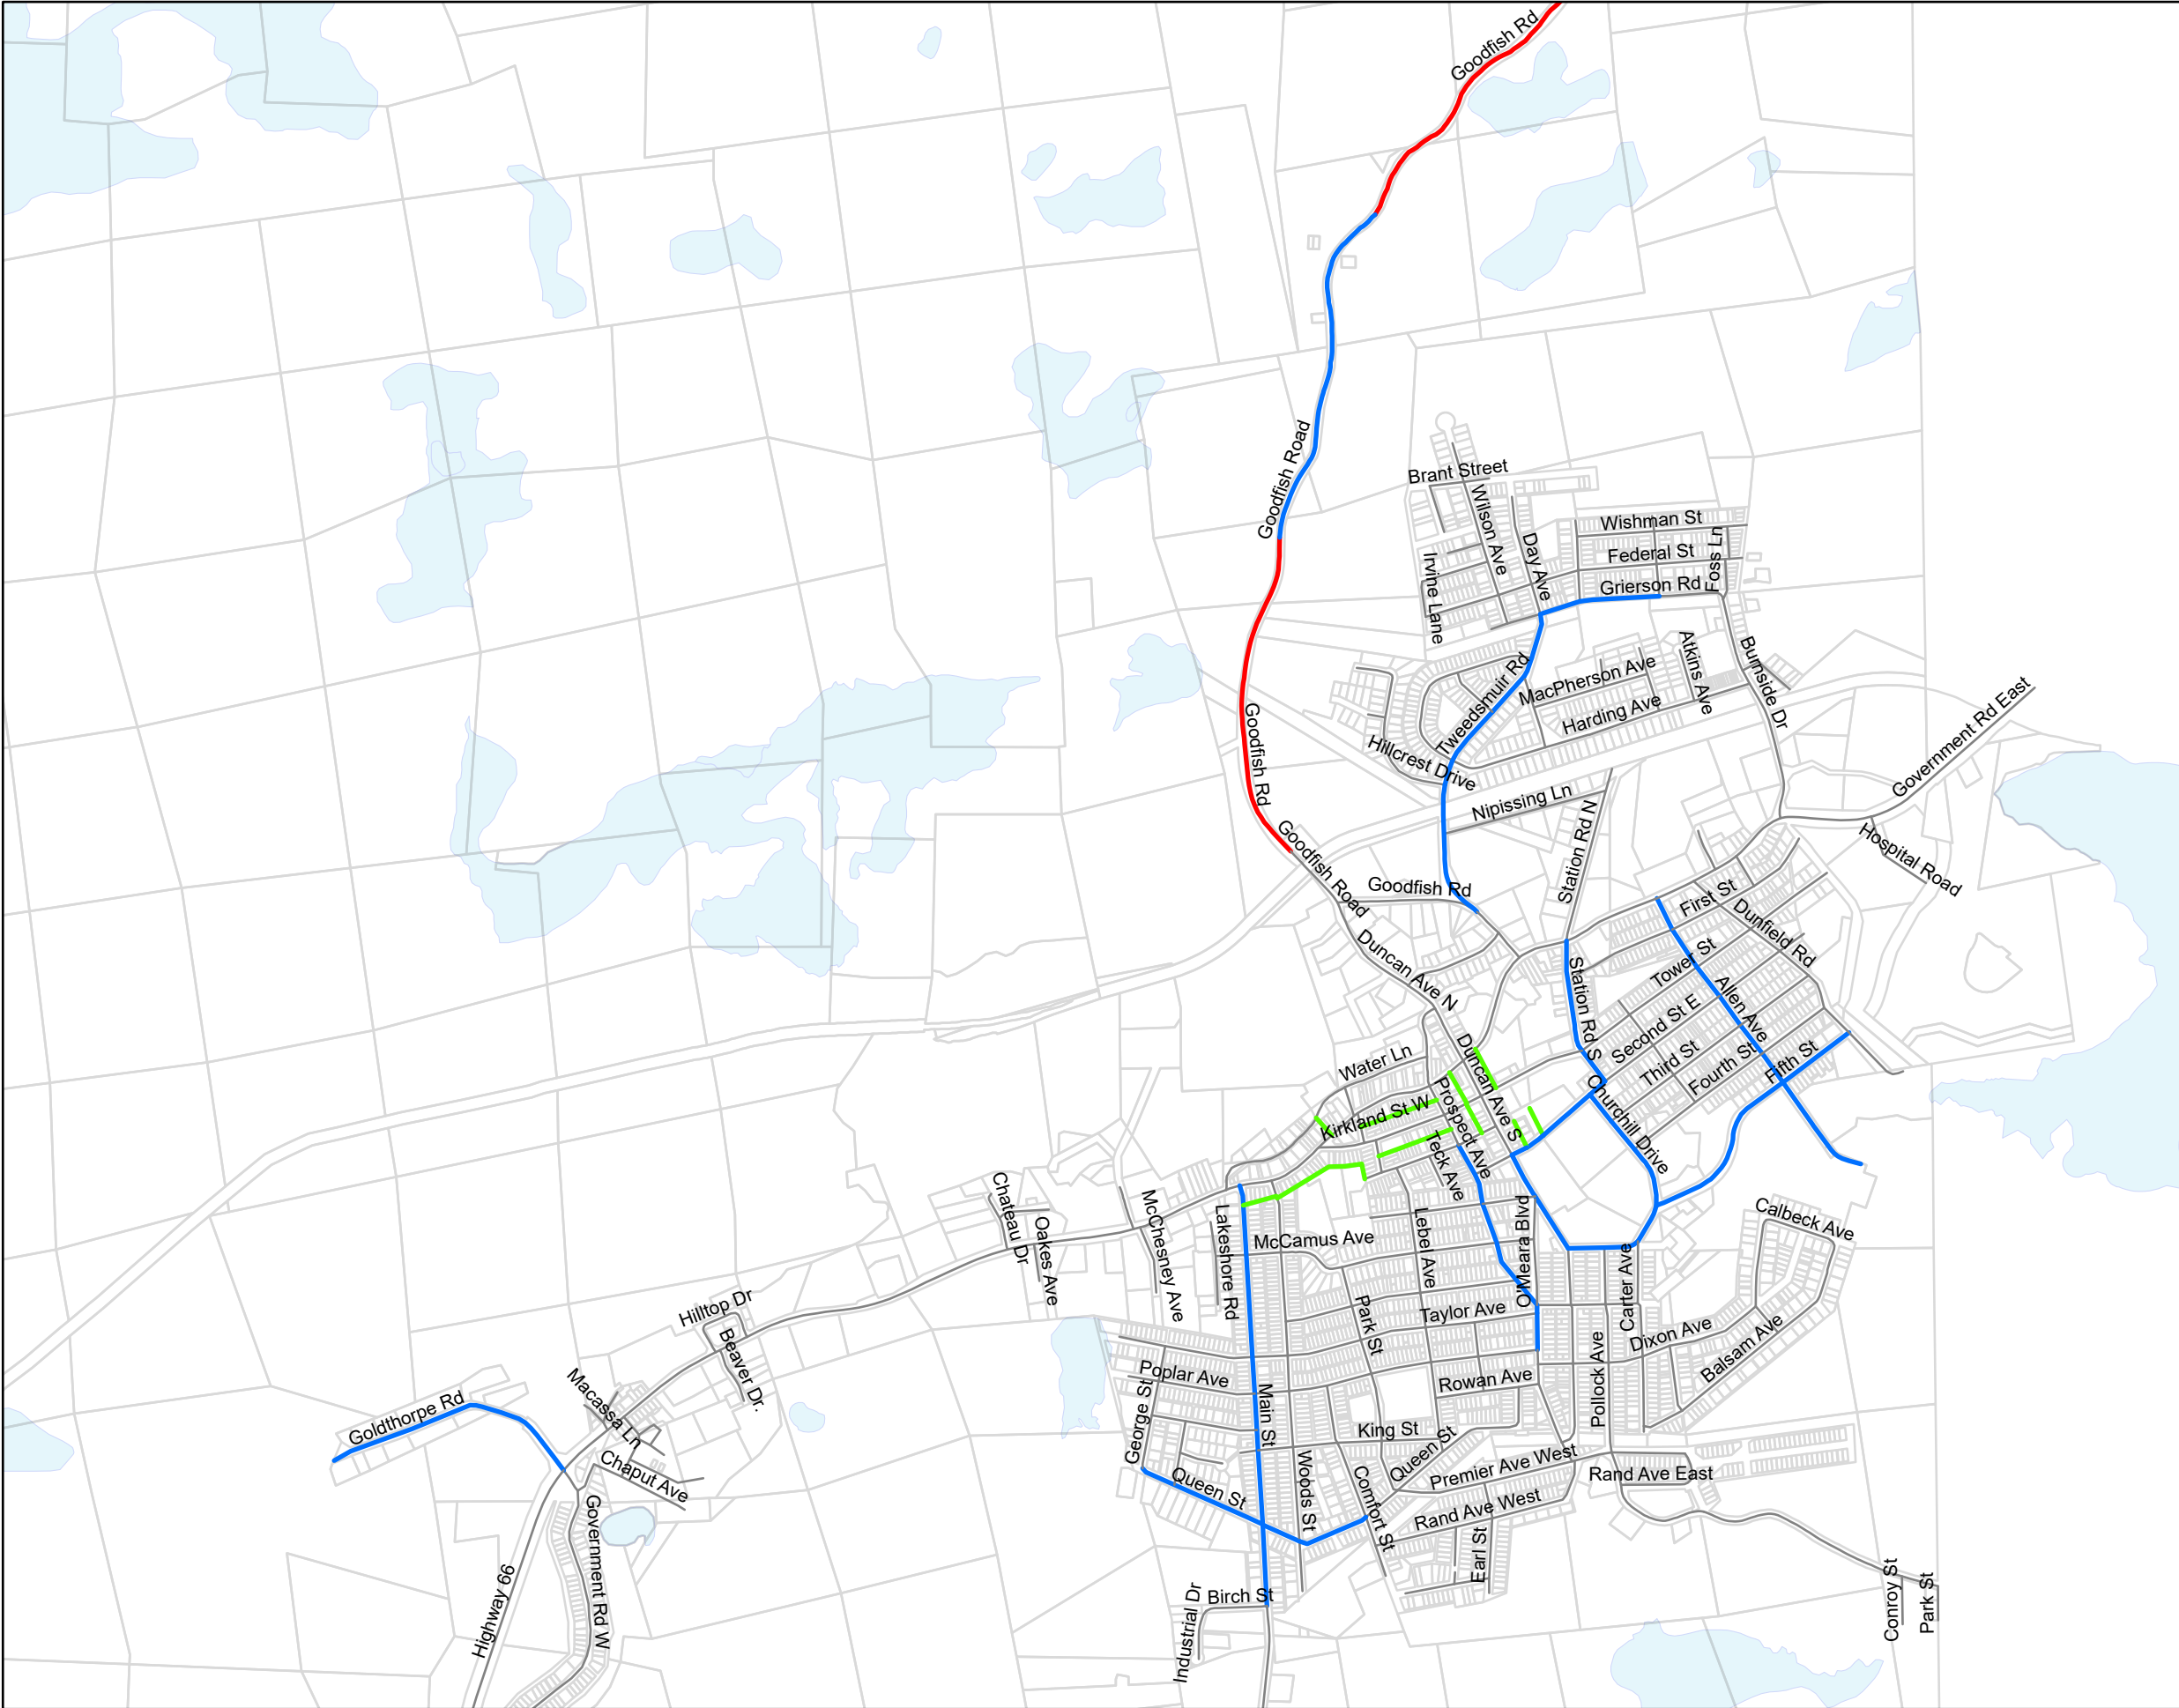 Goodfish Rd
Goodfish Road
Brant Street
Wilson Ave
Day Ave
Irvine Lane
Wishman St
Federal St
Foss Ln
Grierson Rd
Atkins Ave
Burnside Dr
MacPherson Ave
Tweedsmuir Rd
Harding Ave
Hillcrest Drive
Government Rd East
Goodfish Rd
Nipissing Ln
Station Rd N
Hospital Road
Goodfish Road
Goodfish Rd
First St
Dunfield Rd
Duncan Ave N
Tower St
Station Rd S
Allen Ave
Second St E
Third St
Fourth St
Fifth St
Water Ln
Duncan Ave S
Prospect Ave
Kirkland St W
Churchill Drive
Teck Ave
Chateau Dr
Oakes Ave
McChesney Ave
Lakeshore Rd
McCamus Ave
Lebel Ave
O'Meara Blvd
Calbeck Ave
Carter Ave
Hilltop Dr
Beaver Dr.
Park St
Taylor Ave
Dixon Ave
Balsam Ave
Pollock Ave
Poplar Ave
Rowan Ave
Macassa Ln
Goldthorpe Rd
George St
Main St
King St
Queen St
Chaput Ave
Queen St
Woods St
Comfort St
Premier Ave West
Rand Ave East
Rand Ave West
Government Rd W
Highway 66
Earl St
Birch St
Industrial Dr
Conroy St
Park St